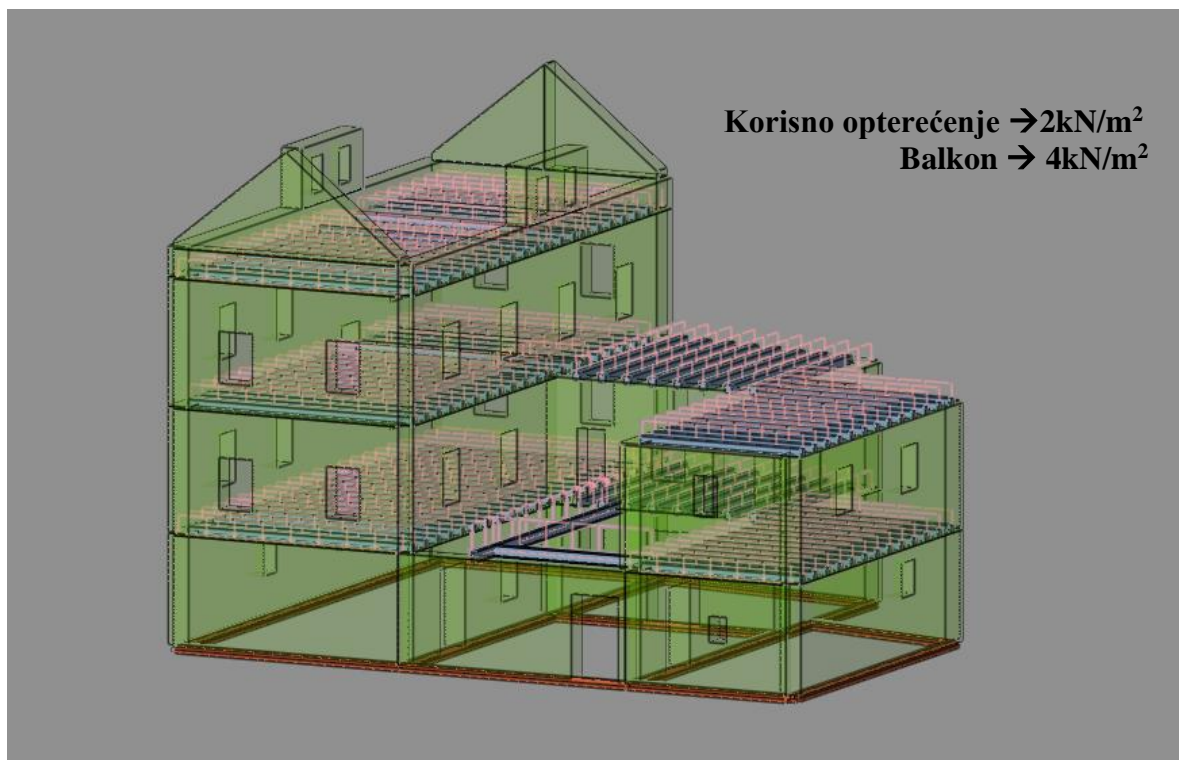 Korisno opterećenje →2kN/m²
Balkon → 4kN/m²